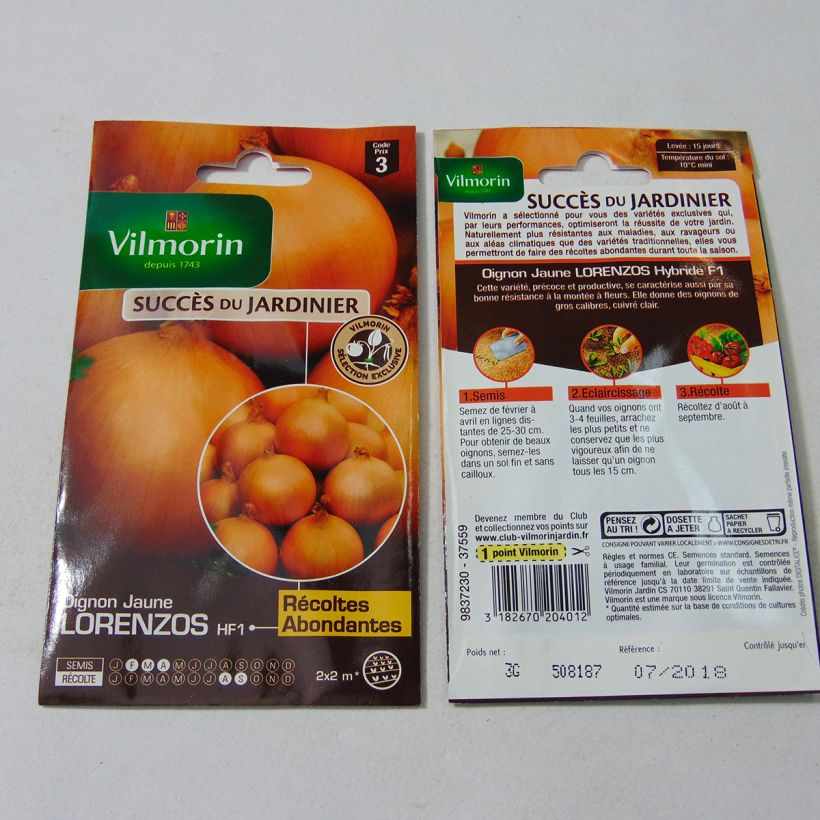 Code
Prix
3
Vilmorin
depuis 1743
SUCCÈS DU JARDINIER
VILMORIN
SÉLECTION EXCLUSIVE
Oignon Jaune
LORENZOS HF1
Récoltes
Abondantes
SEMIS J F M A M J J A S O N D
RÉCOLTE J F M A M J J A S O N D
2x2 m*
Levée : 15 jours
Température du sol :
10°C mini
Vilmorin
depuis 1743
SUCCÈS DU JARDINIER
Vilmorin a sélectionné pour vous des variétés exclusives qui,
par leurs performances, optimiseront la réussite de votre jardin.
Naturellement plus résistantes aux maladies, aux ravageurs ou
aux aléas climatiques que des variétés traditionnelles, elles vous
permettront de faire des récoltes abondantes durant toute la saison.
Oignon Jaune LORENZOS Hybride F1
Cette variété, précoce et productive, se caractérise aussi par sa
bonne résistance à la montée à fleurs. Elle donne des oignons de
gros calibres, cuivré clair.
1.Semis
Semez de février à
avril en lignes dis-
tantes de 25-30 cm.
Pour obtenir de beaux
oignons, semez-les
dans un sol fin et sans
cailloux.
2.Eclaircissage
Quand vos oignons ont
3-4 feuilles, arrachez
les plus petits et ne
conservez que les plus
vigoureux afin de ne
laisser qu'un oignon
tous les 15 cm.
3.Récolte
Récoltez d'août à
septembre.
Devenez membre du Club
et collectionnez vos points sur
www.club-vilmorinjardin.fr
1 point Vilmorin
9837230 - 37559
3 182670 204012
PENSEZ
AU TRI !
DOSETTE
A JETER
SACHET
PAPIER
A RECYCLER
CONSIGNE POUVANT VARIER LOCALEMENT > WWW.CONSIGNESDETRI.FR
Règles et normes CE. Semences standard. Semences
à usage familial. Leur germination est contrôlée
périodiquement en laboratoire sur échantillons de
référence jusqu'à la date limite de vente indiquée.
Vilmorin Jardin CS 70110 38291 Saint Quentin Fallavier.
Vilmorin est une marque sous licence Vilmorin.
* Quantité estimée sur la base de conditions de cultures
optimales.
Crédits photos DIGITALICE® Reproduction même partielle interdite
Poids net :
Référence :
Contrôlé jusqu'er
3G 508187 07/2018